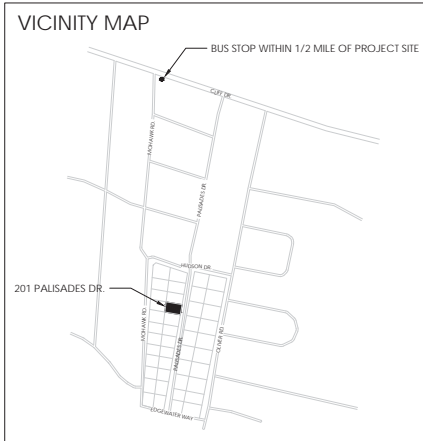 VICINITY MAP
BUS STOP WITHIN 1/2 MILE OF PROJECT SITE
CLIFF DR.
MOHAWK RD.
PALISADES DR.
HUDSON DR.
201 PALISADES DR.
MOHAWK RD.
PALISADES DR.
OLIVER RD.
EDGEWATER WAY